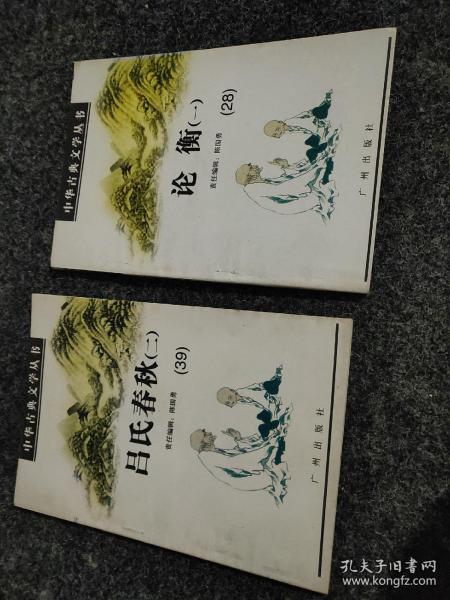 中华古典文学丛书
论 衡(一)
(28)
责任编辑：陈国勇
广州出版社
中华古典文学丛书
吕氏春秋(二)
(39)
责任编辑：陈国勇
广州出版社
孔夫子旧书网
www.kongfz.com